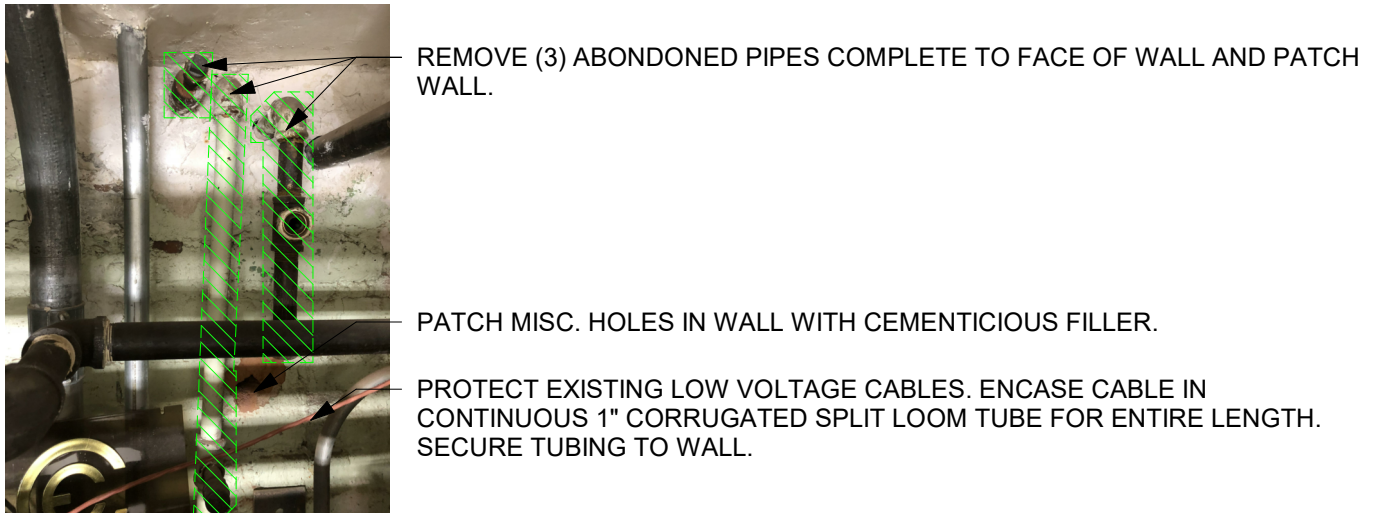 REMOVE (3) ABONDONED PIPES COMPLETE TO FACE OF WALL AND PATCH
WALL.
PATCH MISC. HOLES IN WALL WITH CEMENTICIOUS FILLER.
PROTECT EXISTING LOW VOLTAGE CABLES. ENCASE CABLE IN
CONTINUOUS 1" CORRUGATED SPLIT LOOM TUBE FOR ENTIRE LENGTH.
SECURE TUBING TO WALL.